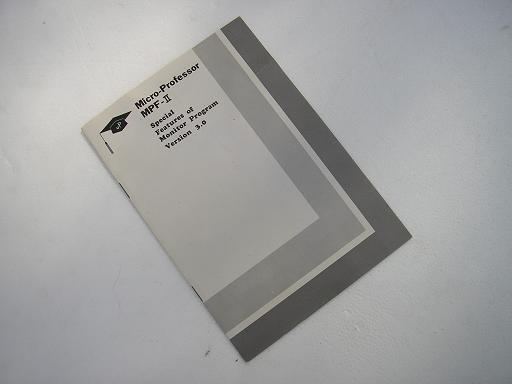 Micro-Professor
MPF-II
Special
Features of
Monitor Program
Version 3.0